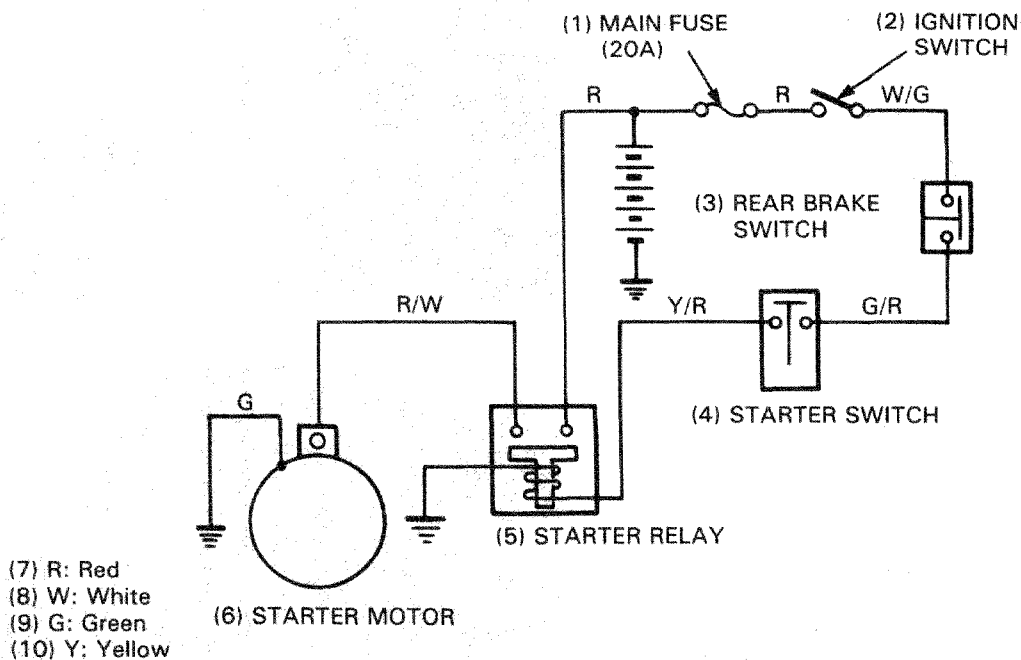 (1) MAIN FUSE
(20A)
(2) IGNITION
SWITCH
R
R
W/G
(3) REAR BRAKE
SWITCH
R/W
Y/R
G/R
G
(4) STARTER SWITCH
(5) STARTER RELAY
(6) STARTER MOTOR
(7) R: Red
(8) W: White
(9) G: Green
(10) Y: Yellow